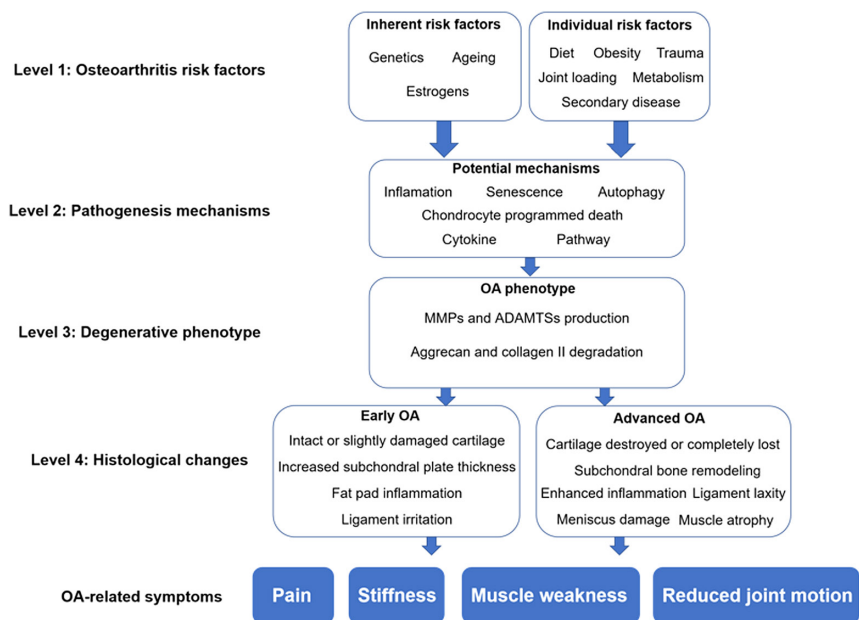 Inherent risk factors
Individual risk factors
Genetics Ageing
Diet Obesity Trauma
Level 1: Osteoarthritis risk factors
Joint loading Metabolism
Estrogens
Secondary disease
Potential mechanisms
Inflamation Senescence Autophagy
Level 2: Pathogenesis mechanisms
Chondrocyte programmed death
Cytokine Pathway
OA phenotype
MMPs and ADAMTSs production
Level 3: Degenerative phenotype
Aggrecan and collagen II degradation
Early OA
Intact or slightly damaged cartilage
Increased subchondral plate thickness
Fat pad inflammation
Ligament irritation
Advanced OA
Cartilage destroyed or completely lost
Subchondral bone remodeling
Enhanced inflammation Ligament laxity
Meniscus damage Muscle atrophy
Level 4: Histological changes
OA-related symptoms
Pain
Stiffness
Muscle weakness
Reduced joint motion